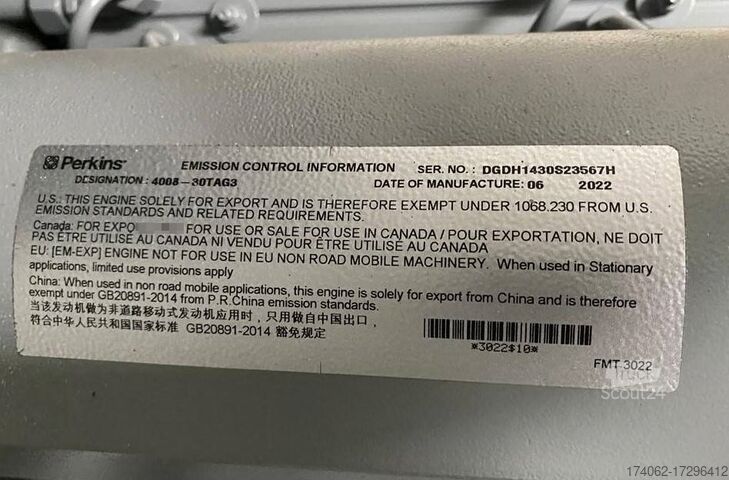 Perkins EMISSION CONTROL INFORMATION SER. NO. : DGDH1430S23567H
DESIGNATION : 4008-30TAG3 DATE OF MANUFACTURE: 06 2022
U.S.: THIS ENGINE SOLELY FOR EXPORT AND IS THEREFORE EXEMPT UNDER 1068.230 FROM U.S.
EMISSION STANDARDS AND RELATED REQUIREMENTS.
Canada: FOR EXPO FOR USE OR SALE FOR USE IN CANADA / POUR EXPORTATION, NE DOIT
PAS ÊTRE UTILISÉ AU CANADA NI VENDU POUR ÊTRE UTILISÉ AU CANADA
EU: [EM-EXP] ENGINE NOT FOR USE IN EU NON ROAD MOBILE MACHINERY. When used in Stationary
applications, limited use provisions apply
China: When used in non road mobile applications, this engine is solely for export from China and is therefore
exempt under GB20891-2014 from P.R.China emission standards.
当该发动机做为非道路移动式发动机应用时，只用做自中国出口，
符合中华人民共和国国家标准 GB20891-2014 豁免规定
*3022$10*
FMT 3022
Truck
Scout24
174062-17296412